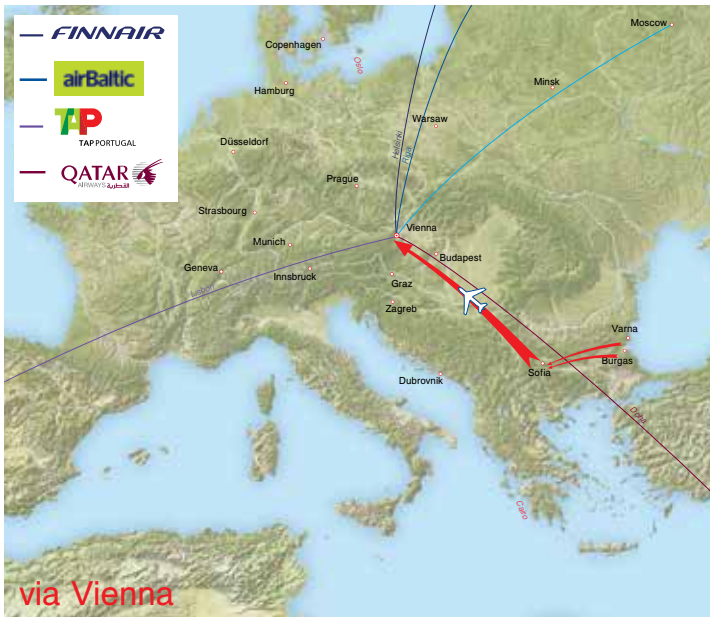 FINNAIR
airBaltic
TAP
TAP PORTUGAL
QATAR
AIRWAYS القطرية
Moscow
Copenhagen
Oslo
Minsk
Hamburg
Warsaw
Düsseldorf
Helsinki
Riga
Prague
Strasbourg
Vienna
Munich
Budapest
Geneva
Innsbruck
Graz
Lisbon
Zagreb
Varna
Burgas
Sofia
Dubrovnik
Doha
Cairo
via Vienna